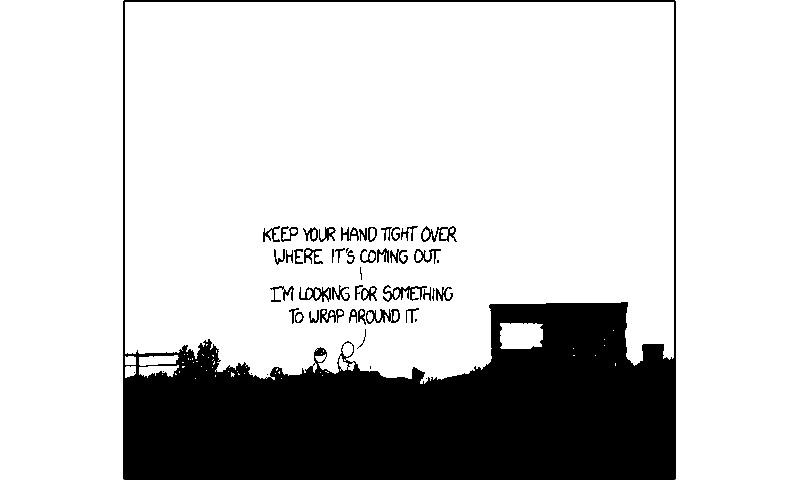 KEEP YOUR HAND TIGHT OVER
WHERE IT'S COMING OUT.
I'M LOOKING FOR SOMETHING
TO WRAP AROUND IT.